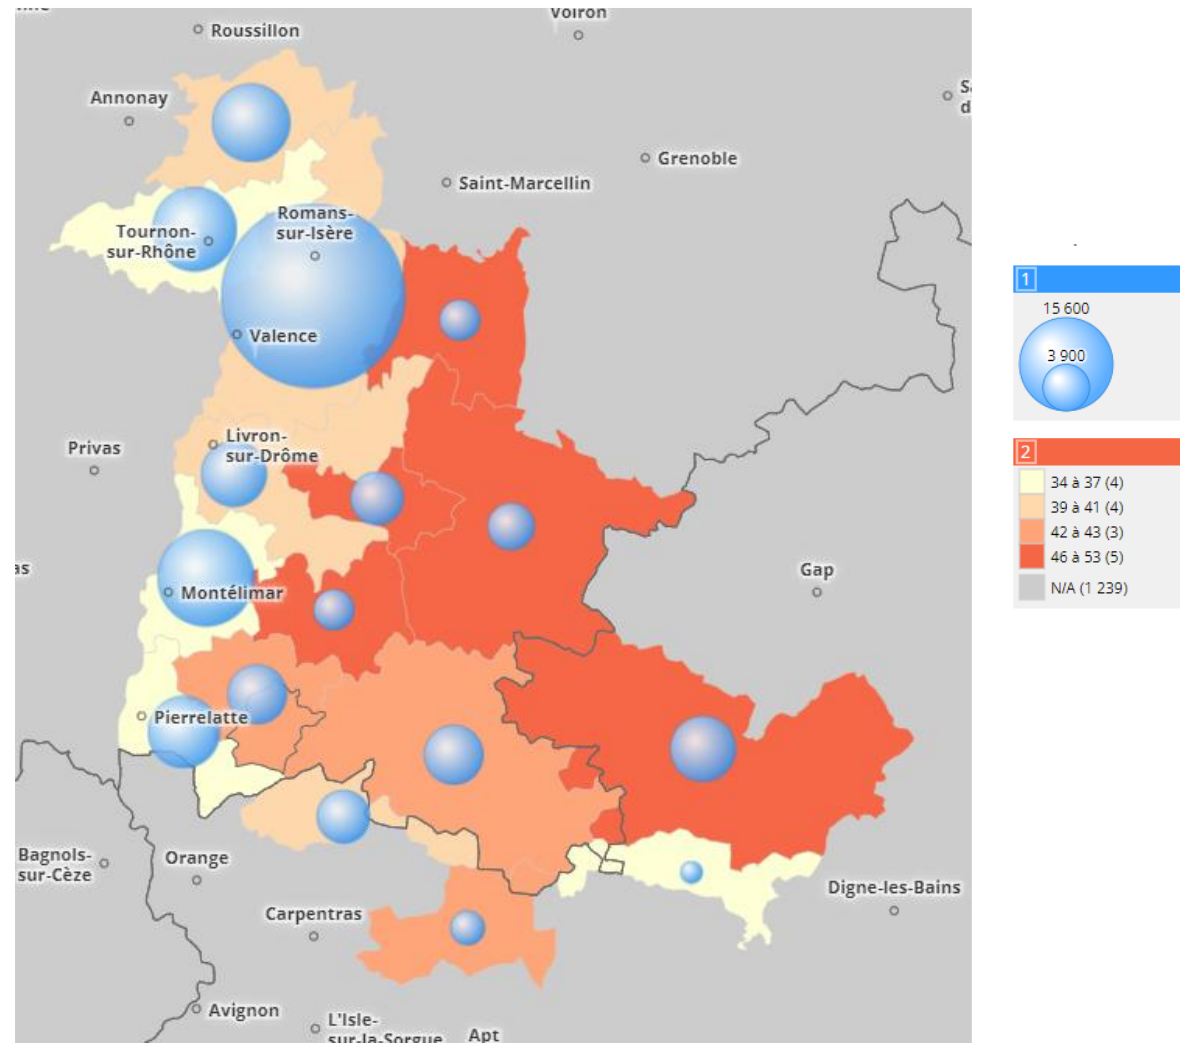 Voiron
Roussillon
Annonay
Grenoble
Saint-Marcellin
Romans-
sur-Isère
Tournon-
sur-Rhône
Valence
Livron-
sur-Drôme
Privas
as
Gap
Montélimar
Pierrelatte
Bagnols-
sur-Cèze
Orange
Digne-les-Bains
Carpentras
Avignon
L'Isle-
sur-la-Sorgue
Apt
1
15 600
3 900
2
34 à 37 (4)
39 à 41 (4)
42 à 43 (3)
46 à 53 (5)
N/A (1 239)